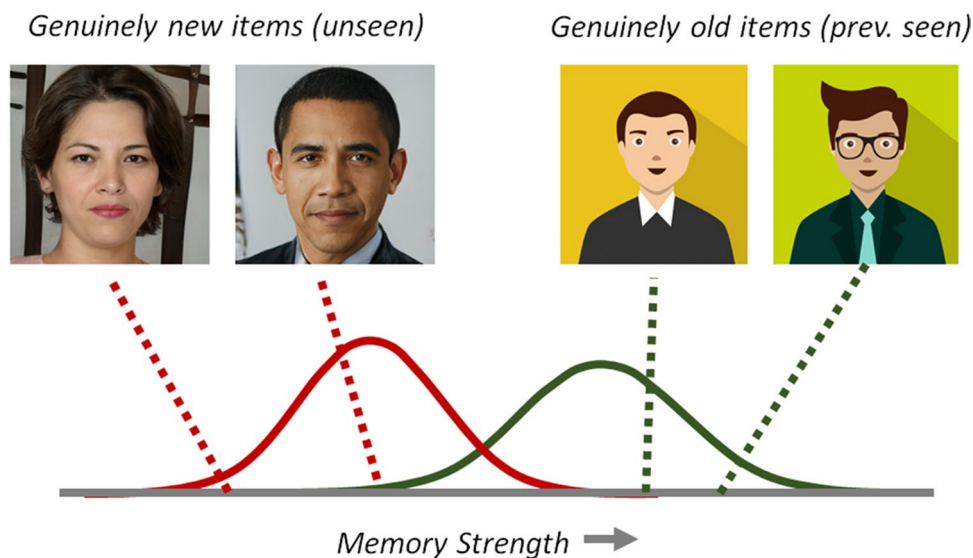 Genuinely new items (unseen)
Genuinely old items (prev. seen)
Memory Strength